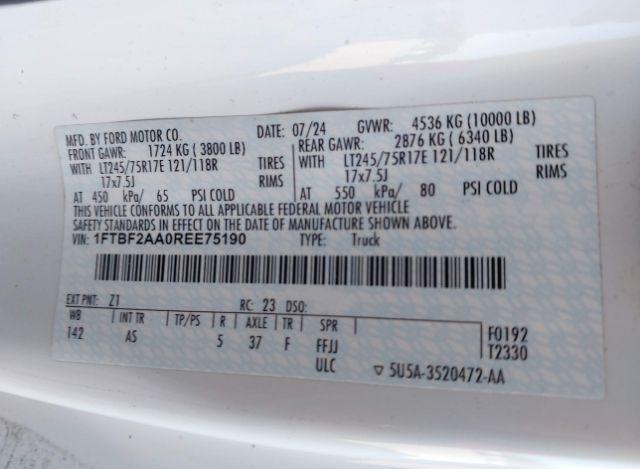 MFD. BY FORD MOTOR CO. DATE: 07/24 GVWR: 4536 KG (10000 LB)
FRONT GAWR: 1724 KG ( 3800 LB) REAR GAWR: 2876 KG ( 6340 LB)
WITH LT245/75R17E 121/118R TIRES WITH LT245/75R17E 121/118R TIRES
17x7.5J RIMS 17x7.5J RIMS
AT 450 kPa/ 65 PSI COLD AT 550 kPa/ 80 PSI COLD
THIS VEHICLE CONFORMS TO ALL APPLICABLE FEDERAL MOTOR VEHICLE
SAFETY STANDARDS IN EFFECT ON THE DATE OF MANUFACTURE SHOWN ABOVE.
VIN: 1FTBF2AA0REE75190 TYPE: Truck
EXT PNT: Z1 RC: 23 DSO:
WB INT TR TP/PS R AXLE TR SPR F0192
142 AS 5 37 F FFJJ T2330
ULC ▽ 5U5A-3520472-AA